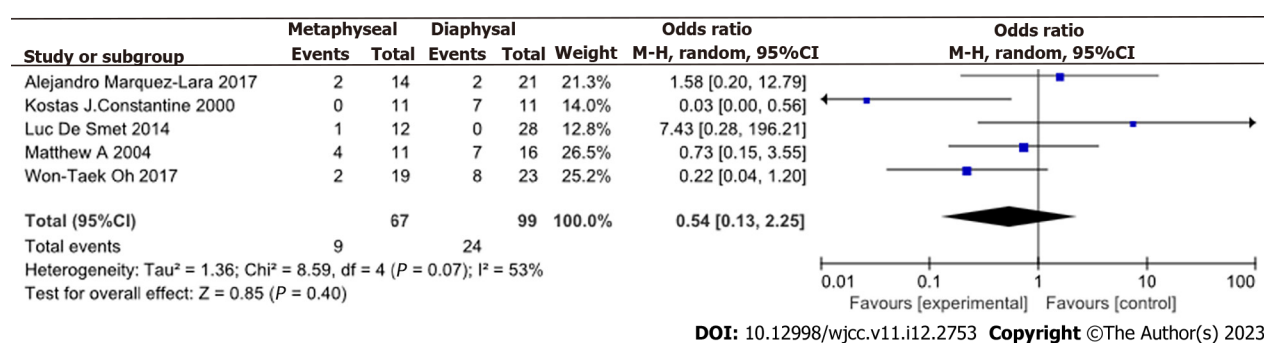 Metaphyseal Diaphysal Odds ratio Odds ratio
Study or subgroup Events Total Events Total Weight M-H, random, 95%CI M-H, random, 95%CI
Alejandro Marquez-Lara 2017 2 14 2 21 21.3% 1.58 [0.20, 12.79]
Kostas J.Constantine 2000 0 11 7 11 14.0% 0.03 [0.00, 0.56]
Luc De Smet 2014 1 12 0 28 12.8% 7.43 [0.28, 196.21]
Matthew A 2004 4 11 7 16 26.5% 0.73 [0.15, 3.55]
Won-Taek Oh 2017 2 19 8 23 25.2% 0.22 [0.04, 1.20]
Total (95%CI) 67 99 100.0% 0.54 [0.13, 2.25]
Total events 9 24
Heterogeneity: Tau² = 1.36; Chi² = 8.59, df = 4 (P = 0.07); I² = 53%
Test for overall effect: Z = 0.85 (P = 0.40)
0.01 0.1 1 10 100
Favours [experimental] Favours [control]
DOI: 10.12998/wjcc.v11.i12.2753 Copyright ©The Author(s) 2023